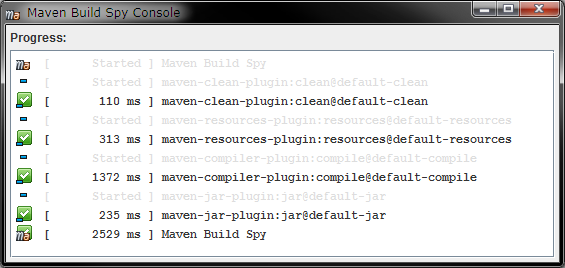 Maven Build Spy Console
Progress:
[ Started ] Maven Build Spy
[ Started ] maven-clean-plugin:clean@default-clean
[ 110 ms ] maven-clean-plugin:clean@default-clean
[ Started ] maven-resources-plugin:resources@default-resources
[ 313 ms ] maven-resources-plugin:resources@default-resources
[ Started ] maven-compiler-plugin:compile@default-compile
[ 1372 ms ] maven-compiler-plugin:compile@default-compile
[ Started ] maven-jar-plugin:jar@default-jar
[ 235 ms ] maven-jar-plugin:jar@default-jar
[ 2529 ms ] Maven Build Spy